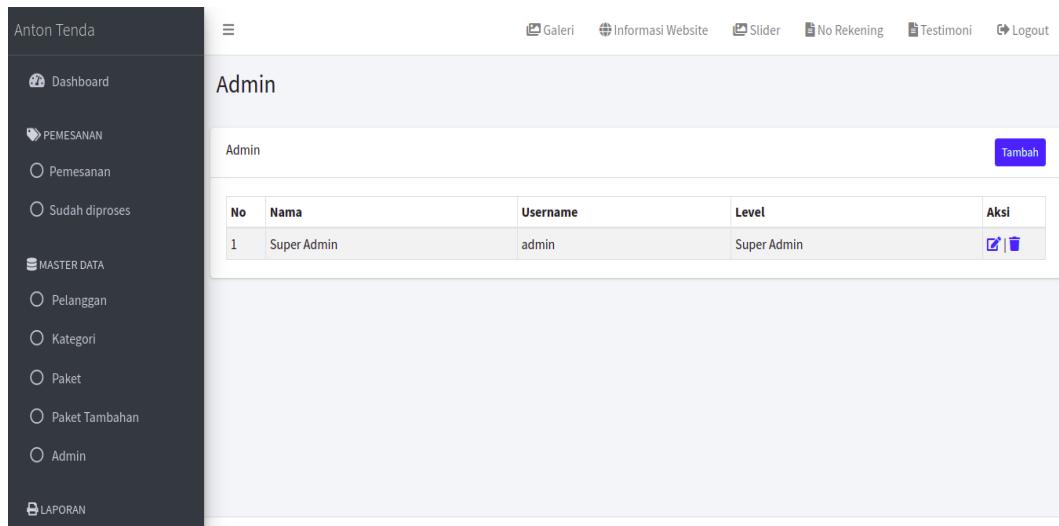 Anton Tenda
Galeri Informasi Website Slider No Rekening Testimoni Logout
Dashboard
PEMESANAN
Pemesanan
Sudah diproses
MASTER DATA
Pelanggan
Kategori
Paket
Paket Tambahan
Admin
LAPORAN
Admin
Admin Tambah
No Nama Username Level Aksi
1 Super Admin admin Super Admin |